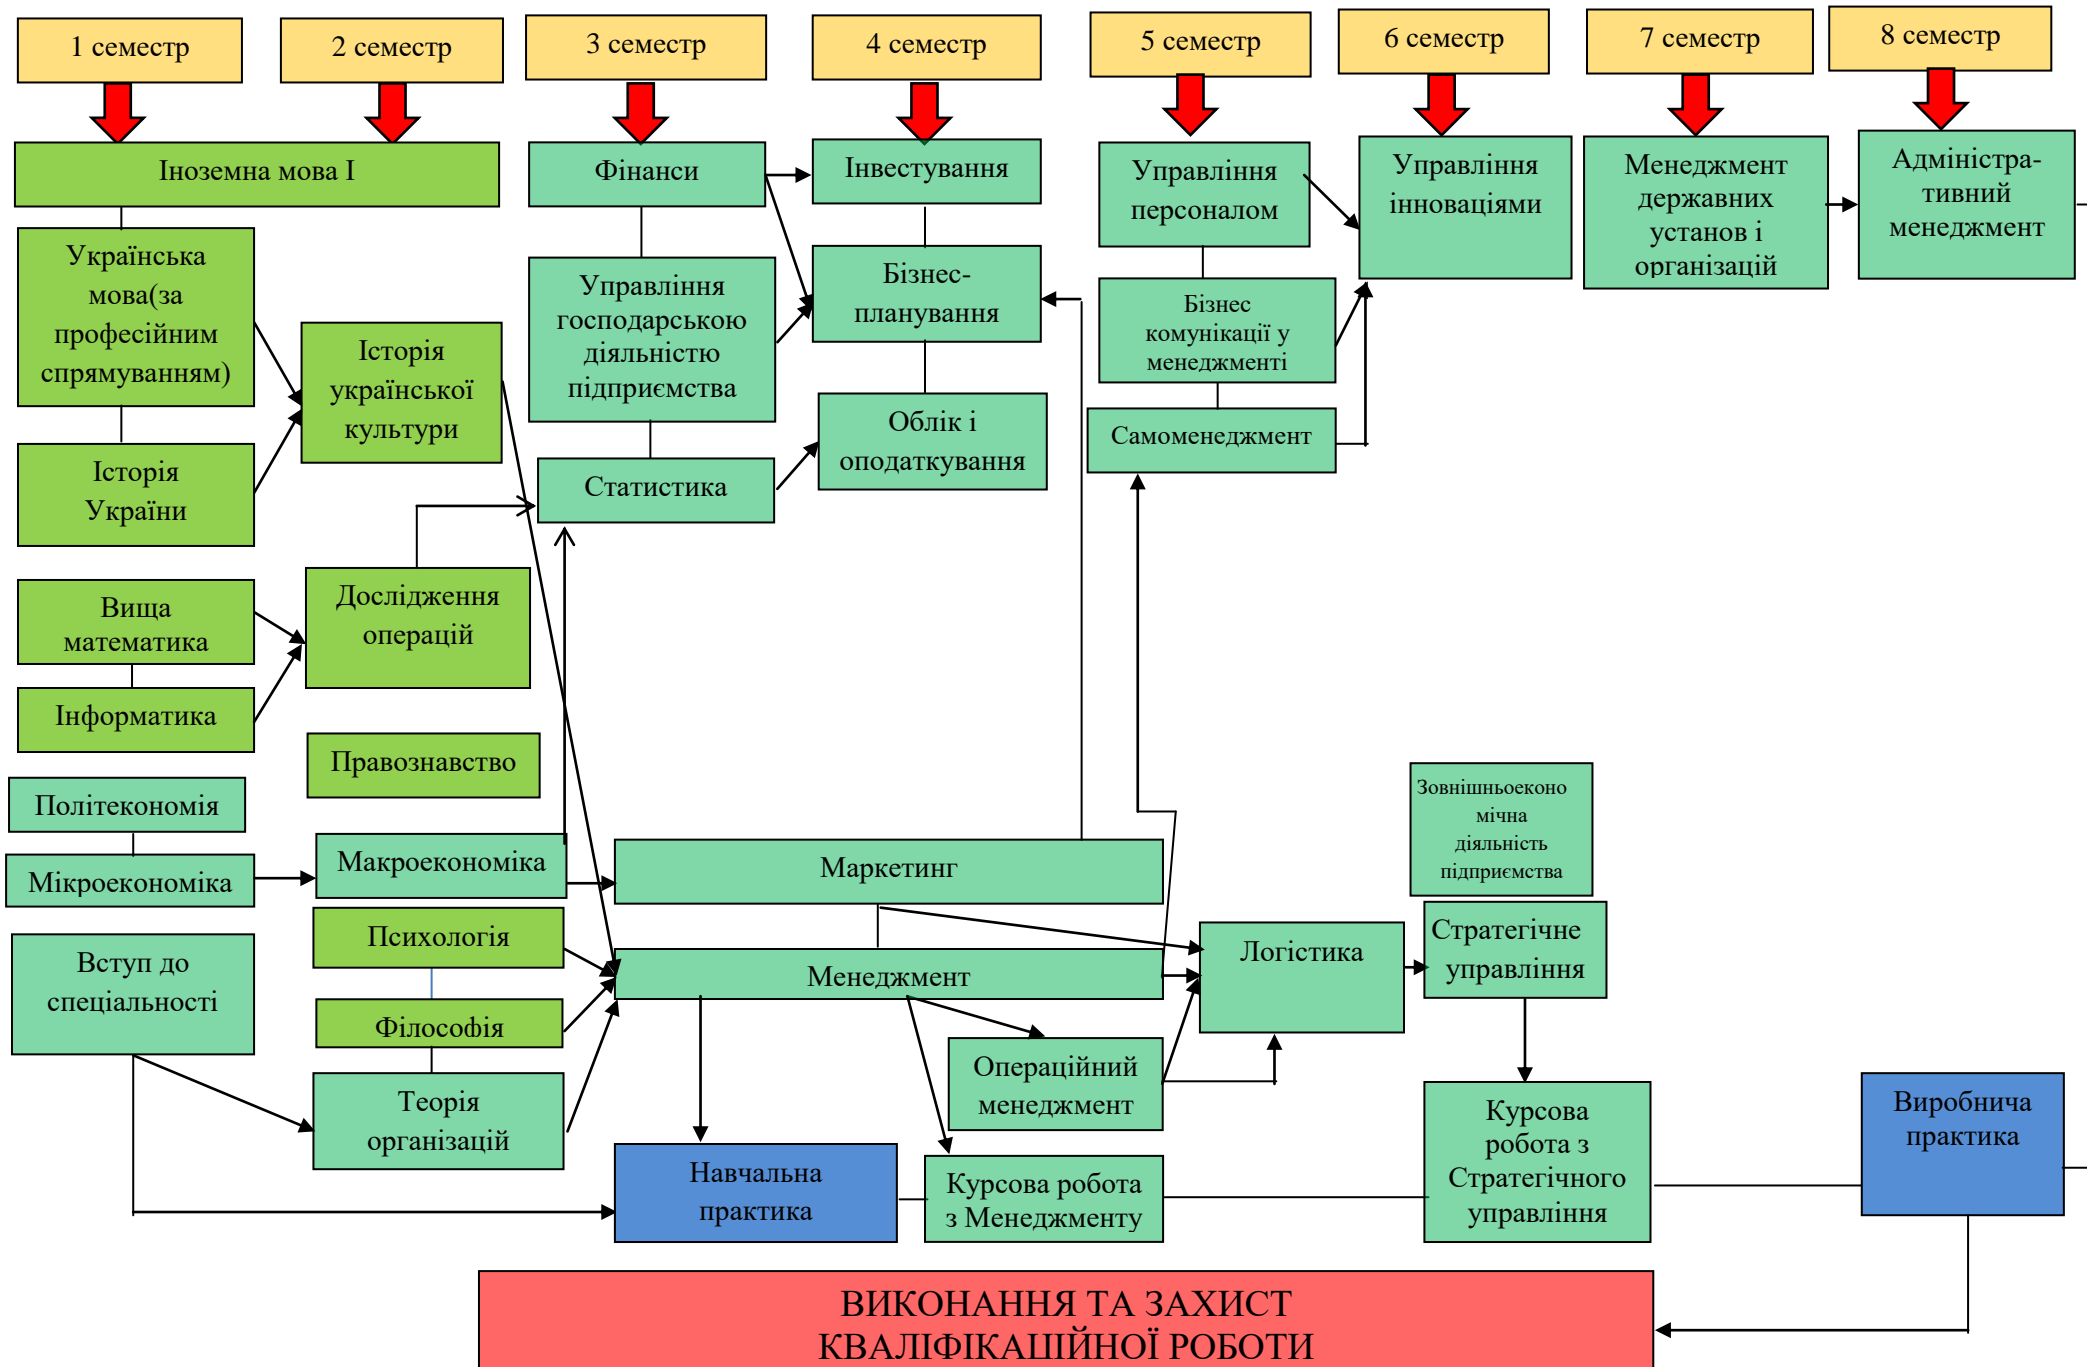 1 семестр
2 семестр
3 семестр
4 семестр
5 семестр
6 семестр
7 семестр
8 семестр
Іноземна мова І
Фінанси
Інвестування
Управління
персоналом
Управління
інноваціями
Менеджмент
державних
установ і
організацій
Адміністра-
тивний
менеджмент
Українська
мова(за
професійним
спрямуванням)
Історія
української
культури
Управління
господарською
діяльністю
підприємства
Бізнес-
планування
Бізнес
комунікації у
менеджменті
Історія
України
Статистика
Облік і
оподаткування
Самоменеджмент
Вища
математика
Дослідження
операцій
Інформатика
Правознавство
Політекономія
Мікроекономіка
Макроекономіка
Маркетинг
Зовнішньоеконо
мічна
діяльність
підприємства
Вступ до
спеціальності
Психологія
Менеджмент
Логістика
Стратегічне
управління
Філософія
Теорія
організацій
Операційний
менеджмент
Навчальна
практика
Курсова робота
з Менеджменту
Курсова
робота з
Стратегічного
управління
Виробнича
практика
ВИКОНАННЯ ТА ЗАХИСТ
КВАЛІФІКАЦІЙНОЇ РОБОТИ